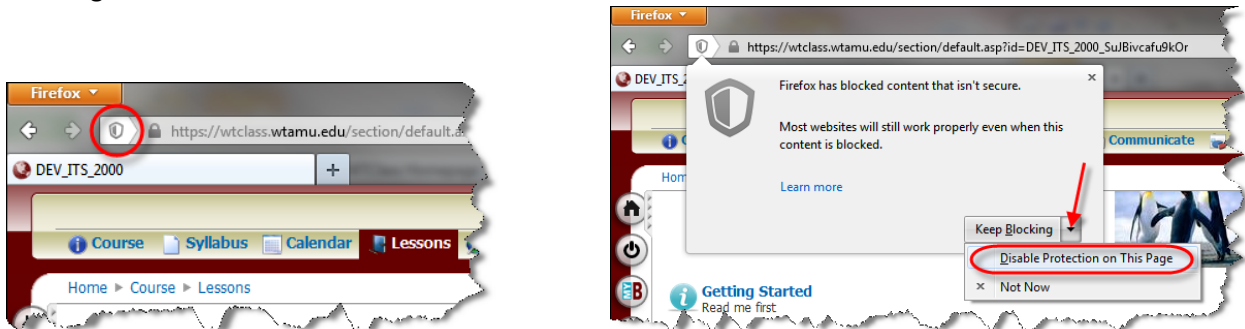 Firefox
https://wtclass.wtamu.edu/section/default.a
DEV_ITS_2000
+
Course Syllabus Calendar Lessons
Home ▶ Course ▶ Lessons
Firefox
https://wtclass.wtamu.edu/section/default.asp?id=DEV_ITS_2000_SuJBivcafu9kOr
DEV_ITS_2
Firefox has blocked content that isn't secure.
×
Most websites will still work properly even when this
content is blocked.
Communicate
Hom
Learn more
Keep Blocking
Disable Protection on This Page
× Not Now
Getting Started
Read me first